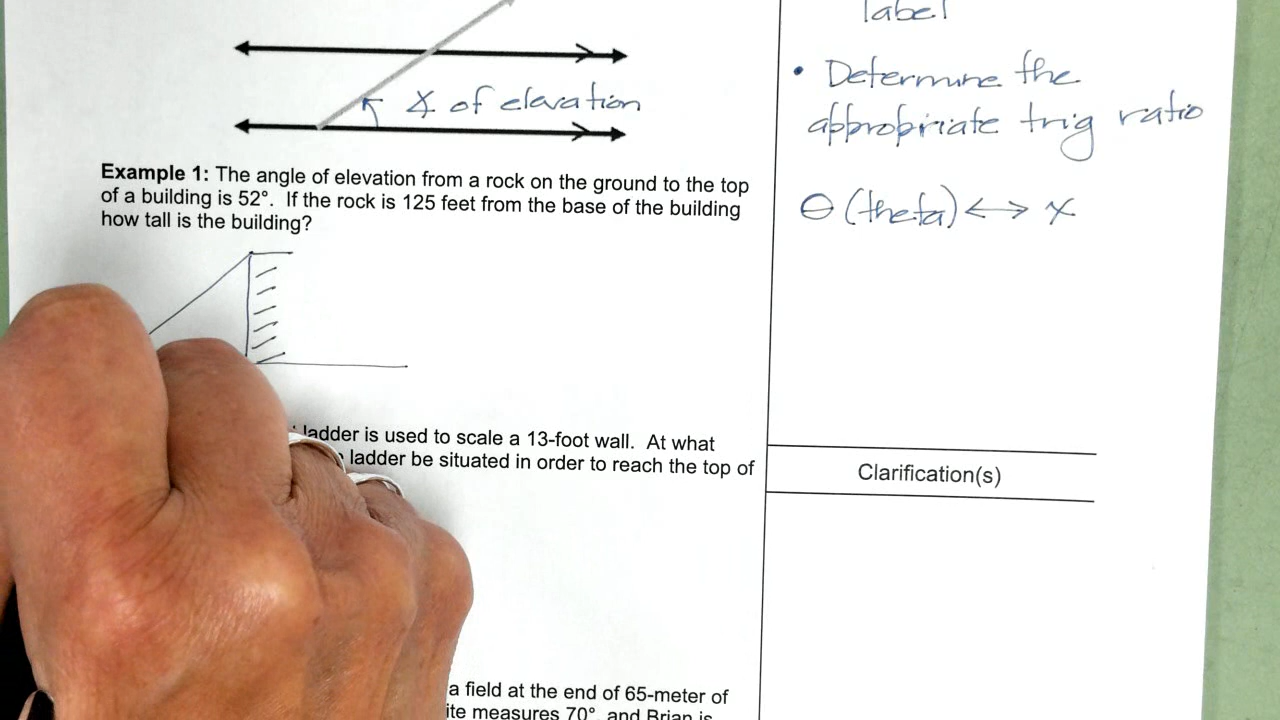 label
• Determine the
appropriate trig ratio
θ (theta) ↔ x
∡ of elevation
Example 1: The angle of elevation from a rock on the ground to the top
of a building is 52°. If the rock is 125 feet from the base of the building
how tall is the building?
ladder is used to scale a 13-foot wall. At what
ladder be situated in order to reach the top of
Clarification(s)
a field at the end of 65-meter of
ite measures 70°, and Brian is